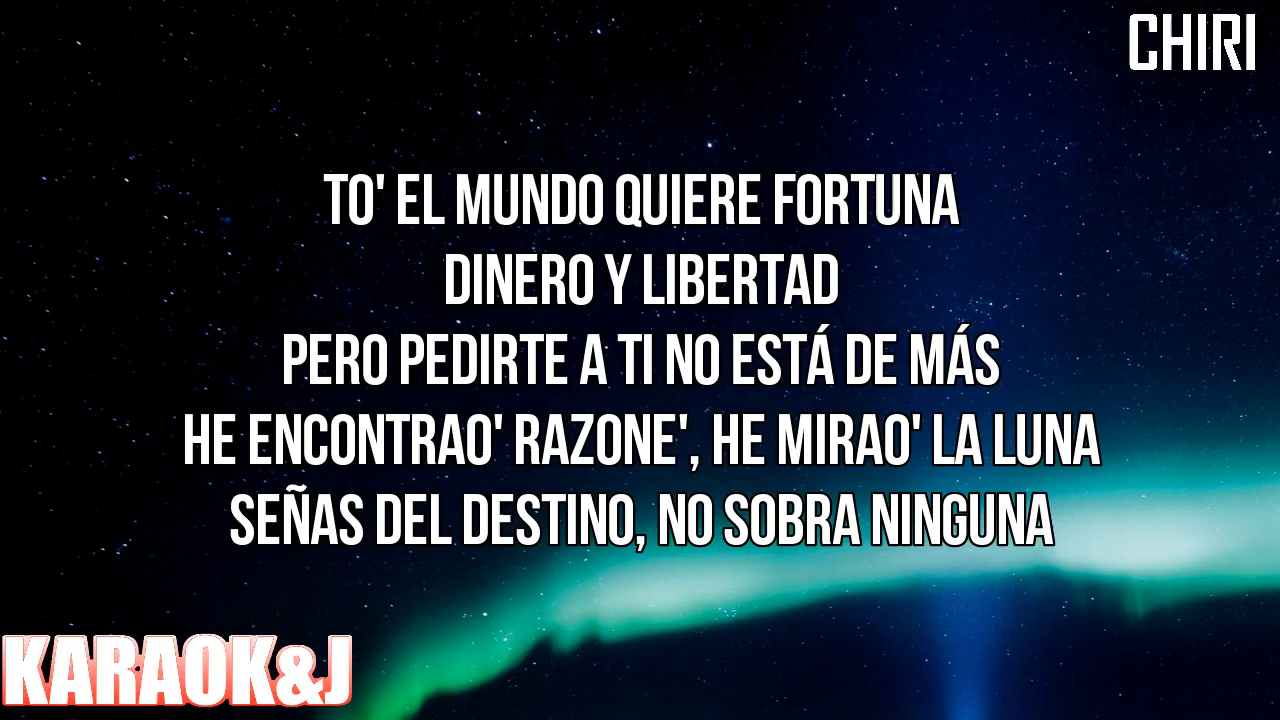 CHIRI
TO' EL MUNDO QUIERE FORTUNA
DINERO Y LIBERTAD
PERO PEDIRTE A TI NO ESTÁ DE MÁS
HE ENCONTRAO' RAZONE', HE MIRAO' LA LUNA
SEÑAS DEL DESTINO, NO SOBRA NINGUNA
KARAOK&J